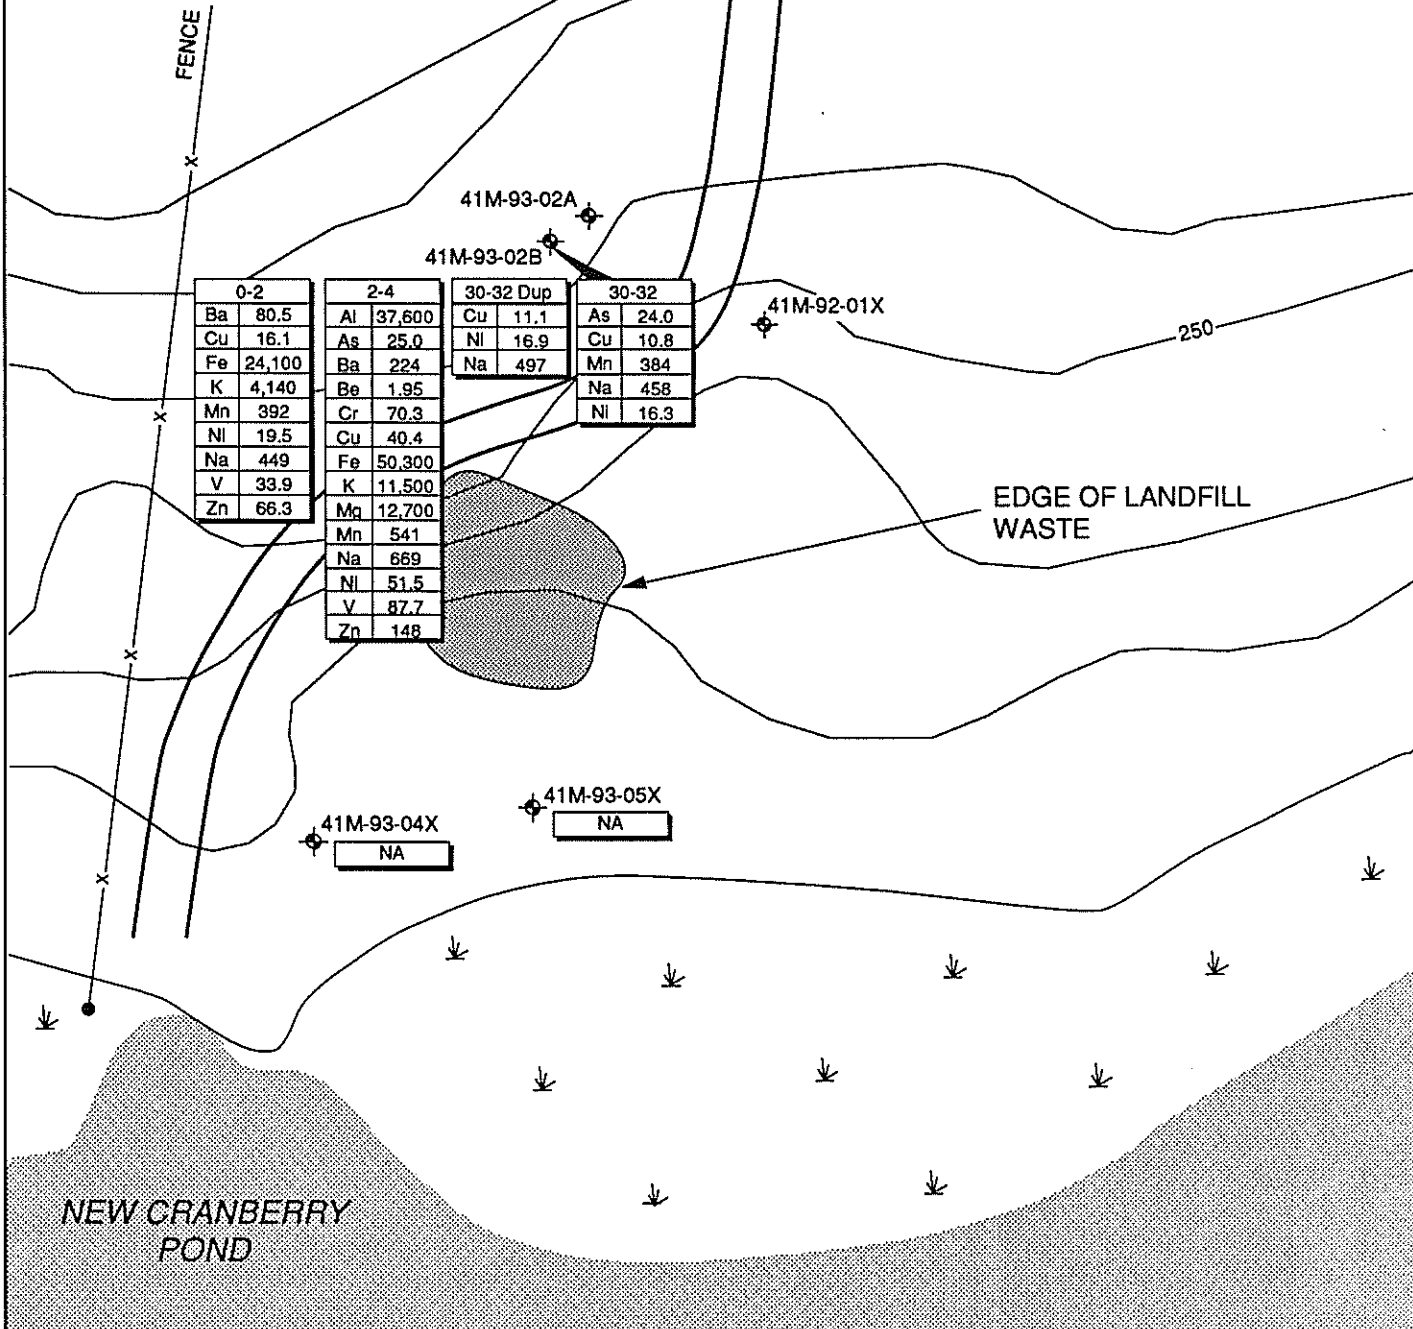 FENCE
41M-93-02A
41M-93-02B
0-2
Ba 80.5
Cu 16.1
Fe 24,100
K 4,140
Mn 392
Ni 19.5
Na 449
V 33.9
Zn 66.3
2-4
Al 37,600
As 25.0
Ba 224
Be 1.95
Cr 70.3
Cu 40.4
Fe 50,300
K 11,500
Mg 12,700
Mn 541
Na 669
Ni 51.5
V 87.7
Zn 148
30-32 Dup
Cu 11.1
Ni 16.9
Na 497
30-32
As 24.0
Cu 10.8
Mn 384
Na 458
Ni 16.3
41M-92-01X
250
EDGE OF LANDFILL
WASTE
41M-93-05X
NA
41M-93-04X
NA
NEW CRANBERRY
POND